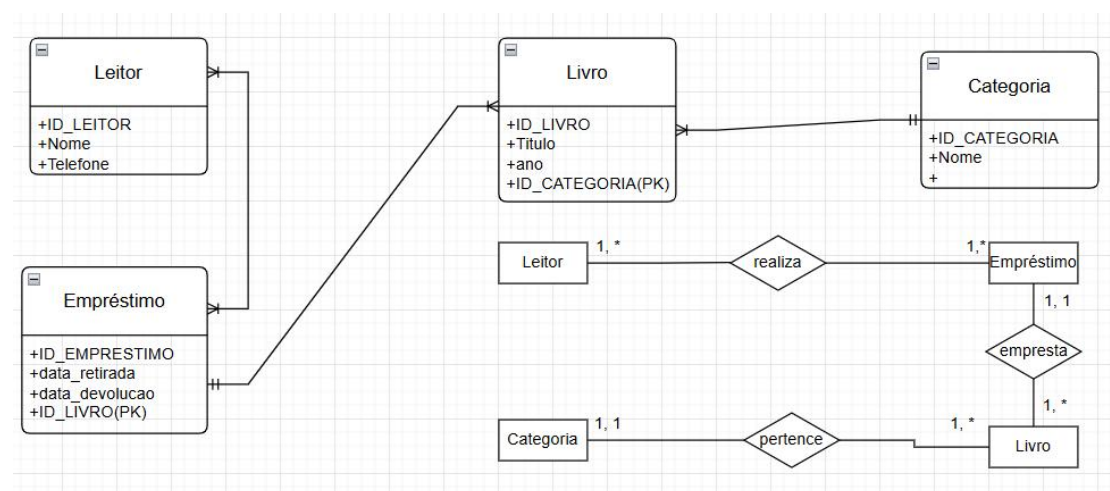 Leitor
+ID_LEITOR
+Nome
+Telefone
Livro
+ID_LIVRO
+Titulo
+ano
+ID_CATEGORIA(PK)
Categoria
+ID_CATEGORIA
+Nome
+
Empréstimo
+ID_EMPRESTIMO
+data_retirada
+data_devolucao
+ID_LIVRO(PK)
Leitor
1, *
realiza
1,*
Empréstimo
1, 1
empresta
1, *
Categoria
1, 1
pertence
1, *
Livro